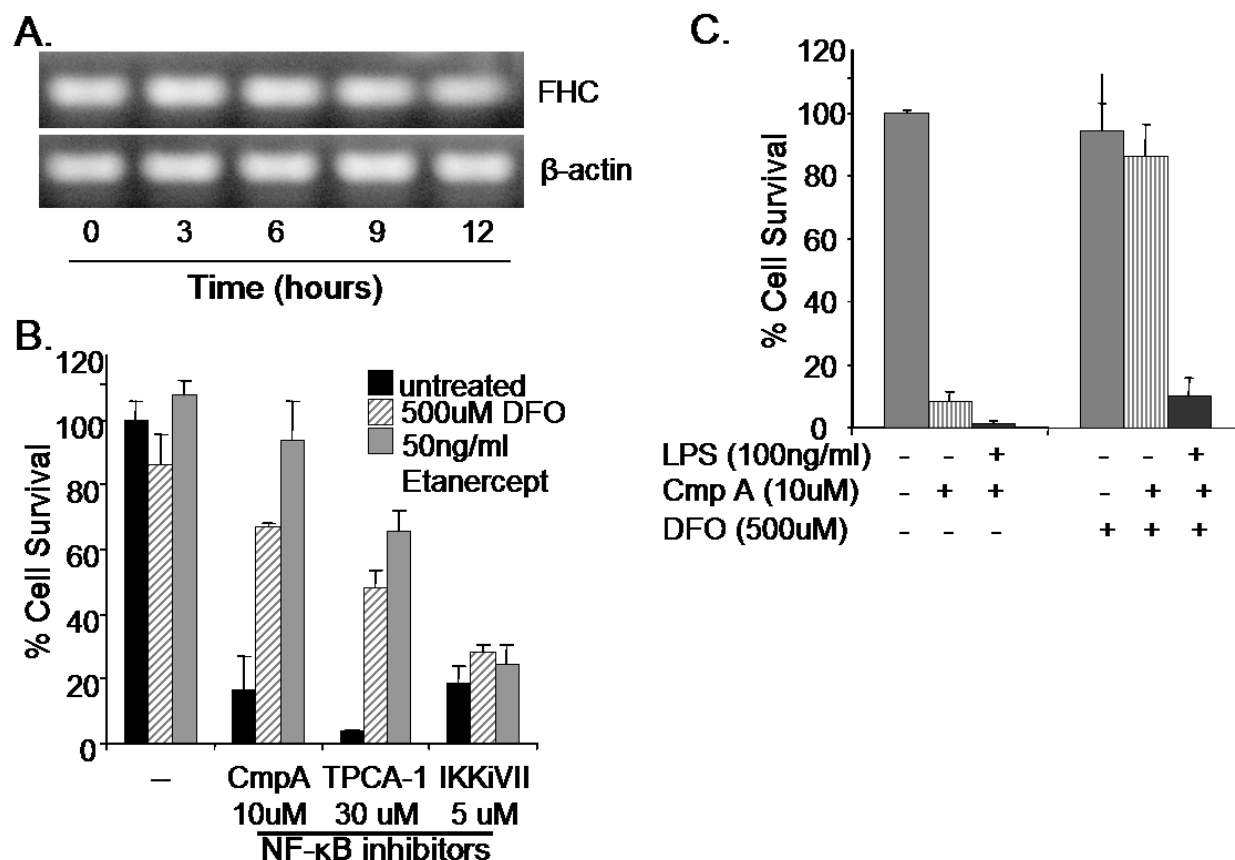 A.
FHC
β-actin
0 3 6 9 12
Time (hours)
B.
120
100
80
60
40
20
0
% Cell Survival
untreated
500uM DFO
50ng/ml
Etanercept
– CmpA TPCA-1 IKKiVII
10uM 30 uM 5 uM
NF-κB inhibitors
C.
120
100
80
60
40
20
0
% Cell Survival
LPS (100ng/ml) - - + - - +
Cmp A (10uM) - + + - + +
DFO (500uM) - - - + + +